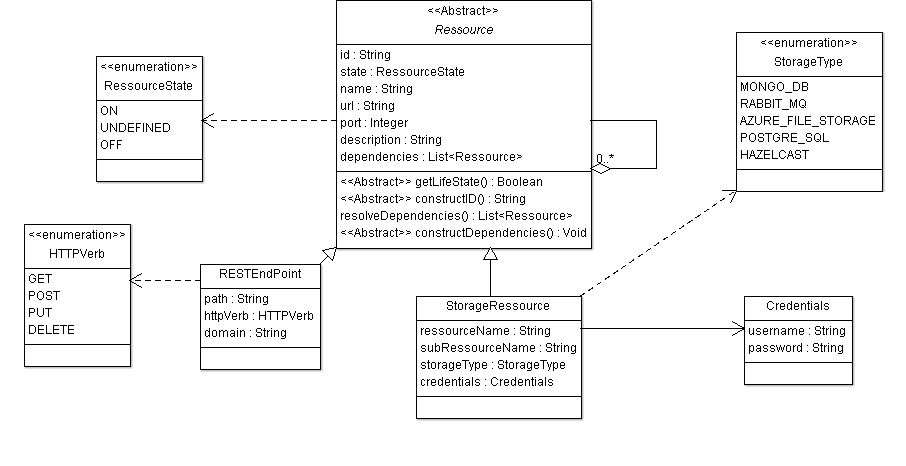 <<Abstract>>
Ressource
id : String
state : RessourceState
name : String
url : String
port : Integer
description : String
dependencies : List<Ressource>
<<Abstract>> getLifeState() : Boolean
<<Abstract>> constructID() : String
resolveDependencies() : List<Ressource>
<<Abstract>> constructDependencies() : Void
0..*
<<enumeration>>
RessourceState
ON
UNDEFINED
OFF
<<enumeration>>
StorageType
MONGO_DB
RABBIT_MQ
AZURE_FILE_STORAGE
POSTGRE_SQL
HAZELCAST
<<enumeration>>
HTTPVerb
GET
POST
PUT
DELETE
RESTEndPoint
path : String
httpVerb : HTTPVerb
domain : String
StorageRessource
ressourceName : String
subRessourceName : String
storageType : StorageType
credentials : Credentials
Credentials
username : String
password : String